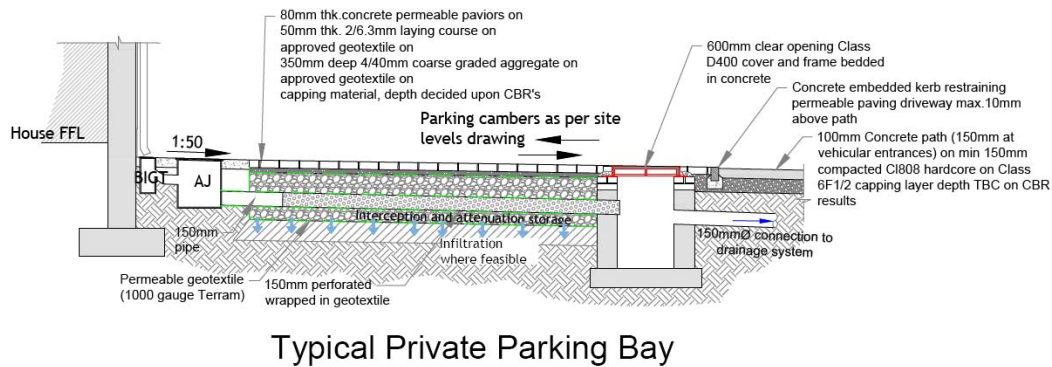 80mm thk.concrete permeable paviors on
50mm thk. 2/6.3mm laying course on
approved geotextile on
350mm deep 4/40mm coarse graded aggregate on
approved geotextile on
capping material, depth decided upon CBR's
600mm clear opening Class
D400 cover and frame bedded
in concrete
Concrete embedded kerb restraining
permeable paving driveway max.10mm
above path
100mm Concrete path (150mm at
vehicular entrances) on min 150mm
compacted Cl808 hardcore on Class
6F1/2 capping layer depth TBC on CBR
results
Parking cambers as per site
levels drawing
House FFL
1:50
BIGT
AJ
Interception and attenuation storage
150mm
pipe
Infiltration
where feasible
150mmØ connection to
drainage system
Permeable geotextile
(1000 gauge Terram)
150mm perforated
wrapped in geotextile
Typical Private Parking Bay